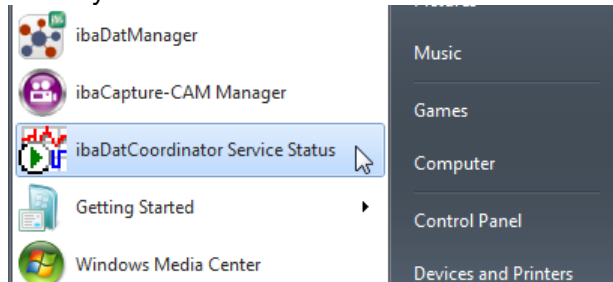 ibaDatManager
ibaCapture-CAM Manager
ibaDatCoordinator Service Status
Getting Started
Windows Media Center
Music
Games
Computer
Control Panel
Devices and Printers